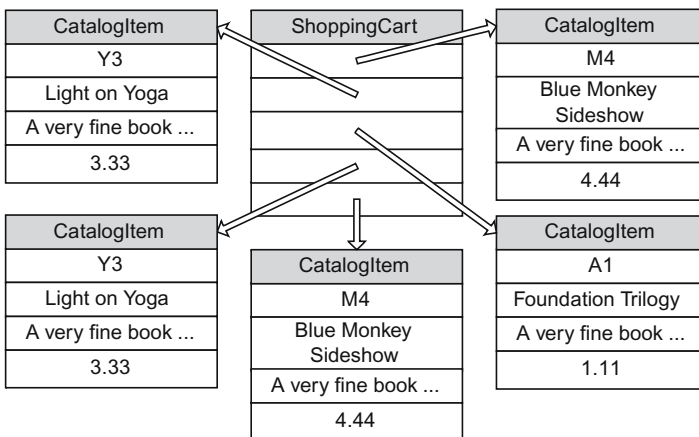 CatalogItem
Y3
Light on Yoga
A very fine book ...
3.33
ShoppingCart
CatalogItem
M4
Blue Monkey
Sideshow
A very fine book ...
4.44
CatalogItem
Y3
Light on Yoga
A very fine book ...
3.33
CatalogItem
M4
Blue Monkey
Sideshow
A very fine book ...
4.44
CatalogItem
A1
Foundation Trilogy
A very fine book ...
1.11